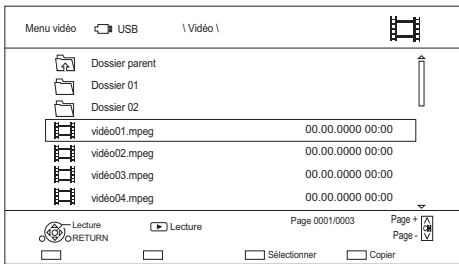 Menu vidéo USB \ Vidéo \
Dossier parent
Dossier 01
Dossier 02
vidéo01.mpeg 00.00.0000 00:00
vidéo02.mpeg 00.00.0000 00:00
vidéo03.mpeg 00.00.0000 00:00
vidéo04.mpeg 00.00.0000 00:00
Lecture Lecture Page 0001/0003 Page +
RETURN Page - CH
Sélectionner Copier